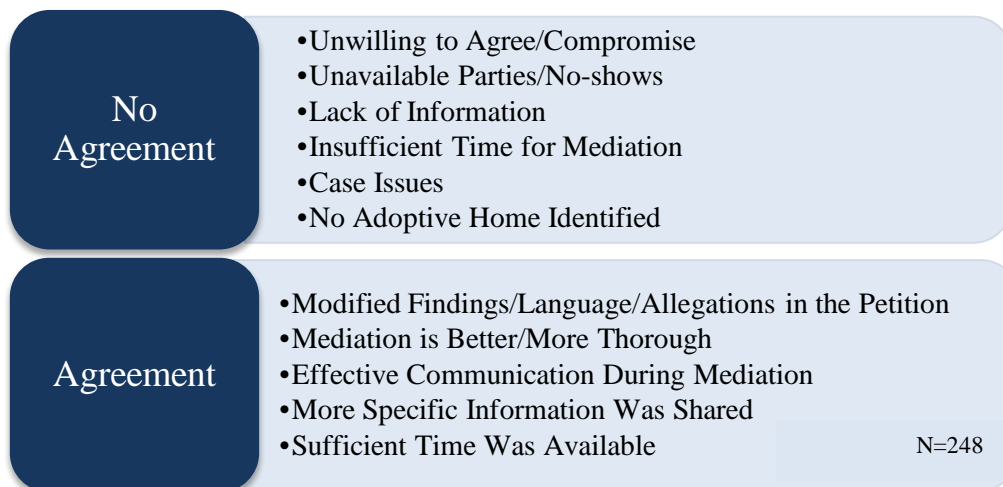 No
Agreement
•Unwilling to Agree/Compromise
•Unavailable Parties/No-shows
•Lack of Information
•Insufficient Time for Mediation
•Case Issues
•No Adoptive Home Identified
Agreement
•Modified Findings/Language/Allegations in the Petition
•Mediation is Better/More Thorough
•Effective Communication During Mediation
•More Specific Information Was Shared
•Sufficient Time Was Available
N=248